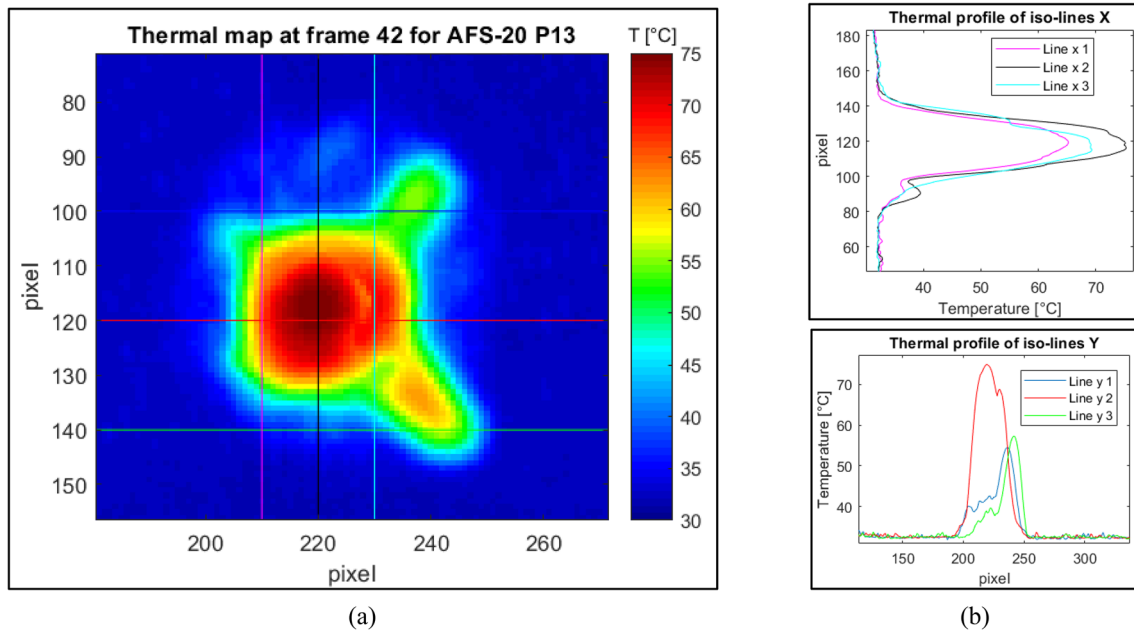 Thermal map at frame 42 for AFS-20 P13
T [°C]
pixel
80
90
100
110
120
130
140
150
200
220
240
260
pixel
75
70
65
60
55
50
45
40
35
30
(a)
Thermal profile of iso-lines X
Line x 1
Line x 2
Line x 3
pixel
180
160
140
120
100
80
60
40
50
60
70
Temperature [°C]
Thermal profile of iso-lines Y
Line y 1
Line y 2
Line y 3
Temperature [°C]
70
60
50
40
150
200
250
300
pixel
(b)